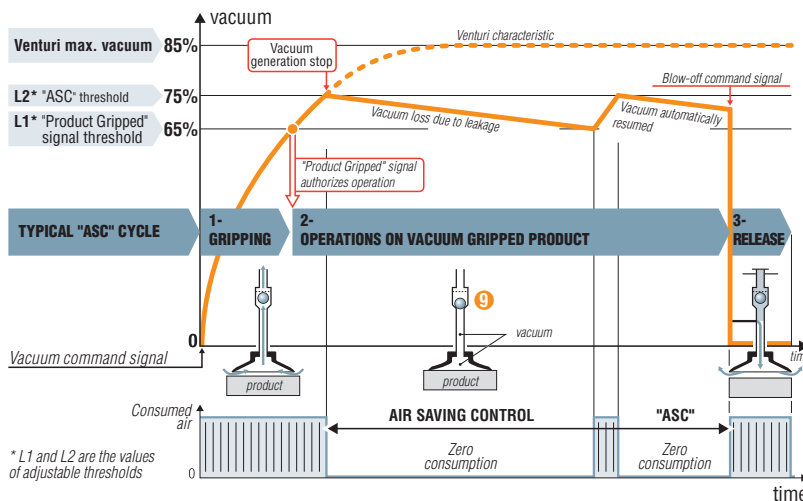 vacuum
Venturi max. vacuum
85%
Vacuum
generation stop
Venturi characteristic
Blow-off command signal
L2* "ASC" threshold
75%
L1* "Product Gripped"
signal threshold
65%
Vacuum loss due to leakage
Vacuum automatically
resumed
"Product Gripped" signal
authorizes operation
TYPICAL "ASC" CYCLE
1-
GRIPPING
2-
OPERATIONS ON VACUUM GRIPPED PRODUCT
3-
RELEASE
9
vacuum
0
time
Vacuum command signal
product
product
Consumed
air
AIR SAVING CONTROL
"ASC"
Zero
consumption
Zero
consumption
* L1 and L2 are the values
of adjustable thresholds
0
time